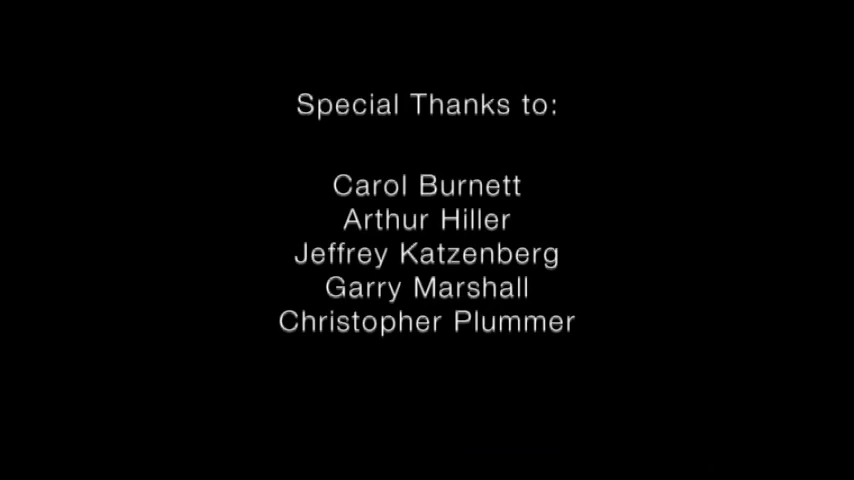 Special Thanks to:
Carol Burnett
Arthur Hiller
Jeffrey Katzenberg
Garry Marshall
Christopher Plummer